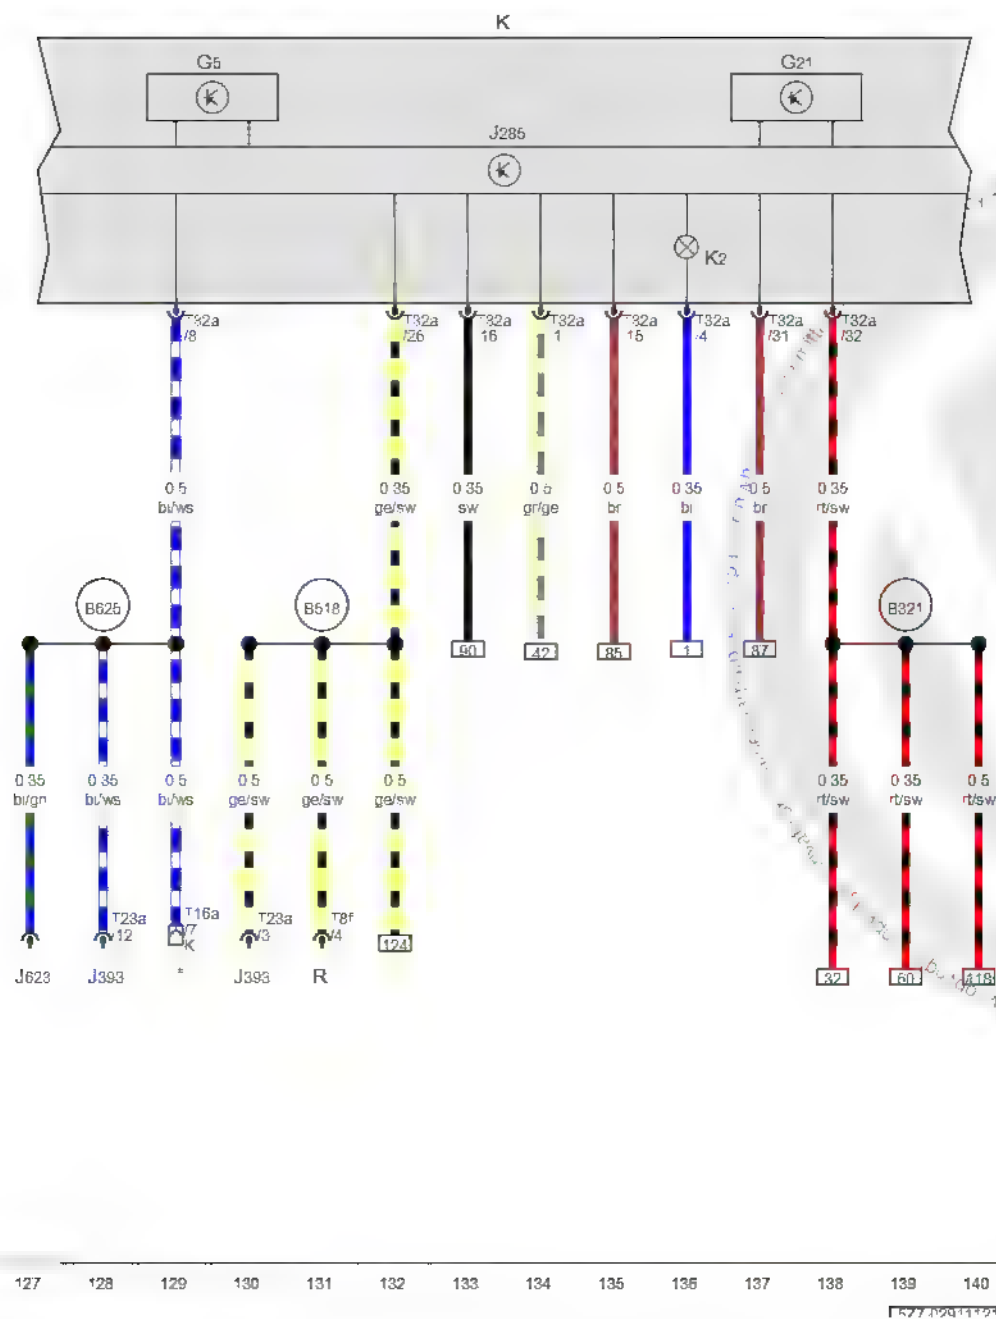 K
G5
G21
J285
K2
T32a /8
T32a /26
T32a 16
T32a 1
T32a 15
T32a /4
T32a /31
T32a /32
0 5 bl/ws
0 35 ge/sw
0 35 sw
0 5 gr/ge
0 5 br
0 35 bl
0 5 br
0 35 rt/sw
B625
B518
B321
90
42
85
1
87
0 35 bl/gn
0 35 bl/ws
0 5 bl/ws
0 5 ge/sw
0 5 ge/sw
0 5 ge/sw
0 35 rt/sw
0 35 rt/sw
0 5 rt/sw
T23a /12
T16a /7
K
T23a /3
T8f /4
124
J623
J393
*
J393
R
32
60
118
127 128 129 130 131 132 133 134 135 136 137 138 139 140